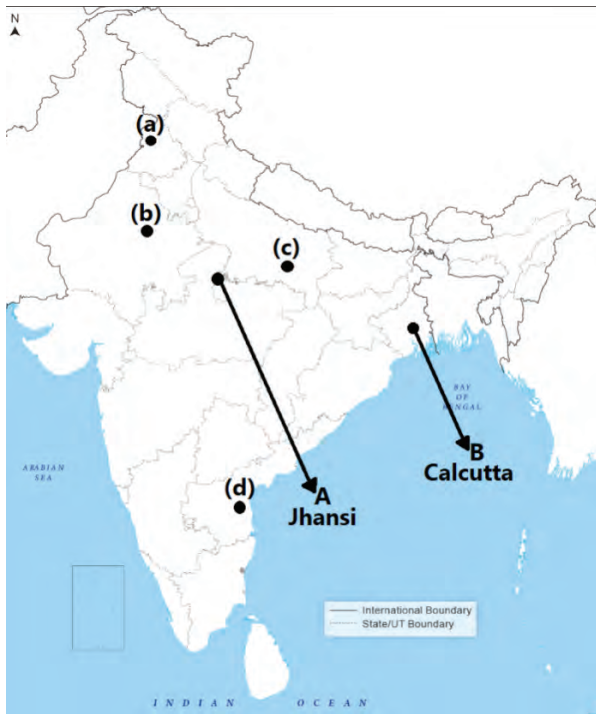 N
(a)
(b)
(c)
(d)
A
Jhansi
B
Calcutta
BAY
OF
BENGAL
ARABIAN
SEA
International Boundary
State/UT Boundary
INDIAN OCEAN